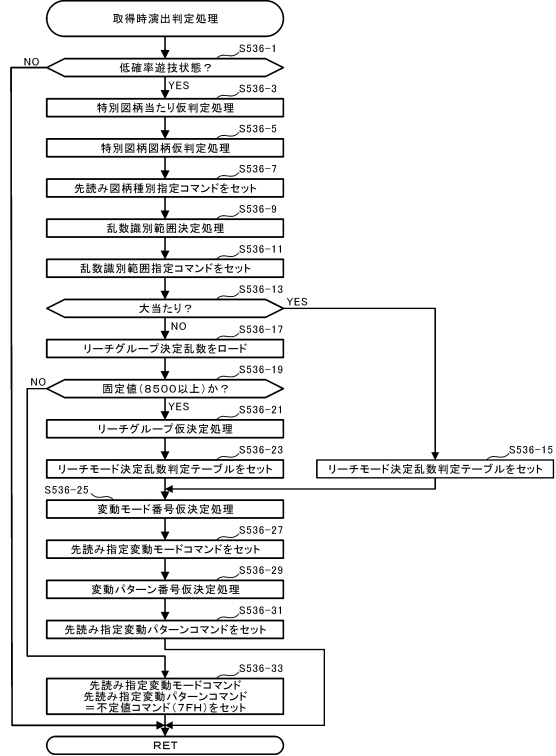 取得時演出判定処理
S536-1
低確率遊技状態？
NO
YES
S536-3
特別図柄当たり仮判定処理
S536-5
特別図柄図柄仮判定処理
S536-7
先読み図柄種別指定コマンドをセット
S536-9
乱数識別範囲決定処理
S536-11
乱数識別範囲指定コマンドをセット
S536-13
大当たり？
YES
NO
S536-17
リーチグループ決定乱数をロード
S536-19
固定値（8500以上）か？
NO
YES
S536-21
リーチグループ仮決定処理
S536-23
リーチモード決定乱数判定テーブルをセット
S536-15
リーチモード決定乱数判定テーブルをセット
S536-25
変動モード番号仮決定処理
S536-27
先読み指定変動モードコマンドをセット
S536-29
変動パターン番号仮決定処理
S536-31
先読み指定変動パターンコマンドをセット
S536-33
先読み指定変動モードコマンド
先読み指定変動パターンコマンド
＝不定値コマンド（7FH）をセット
RET